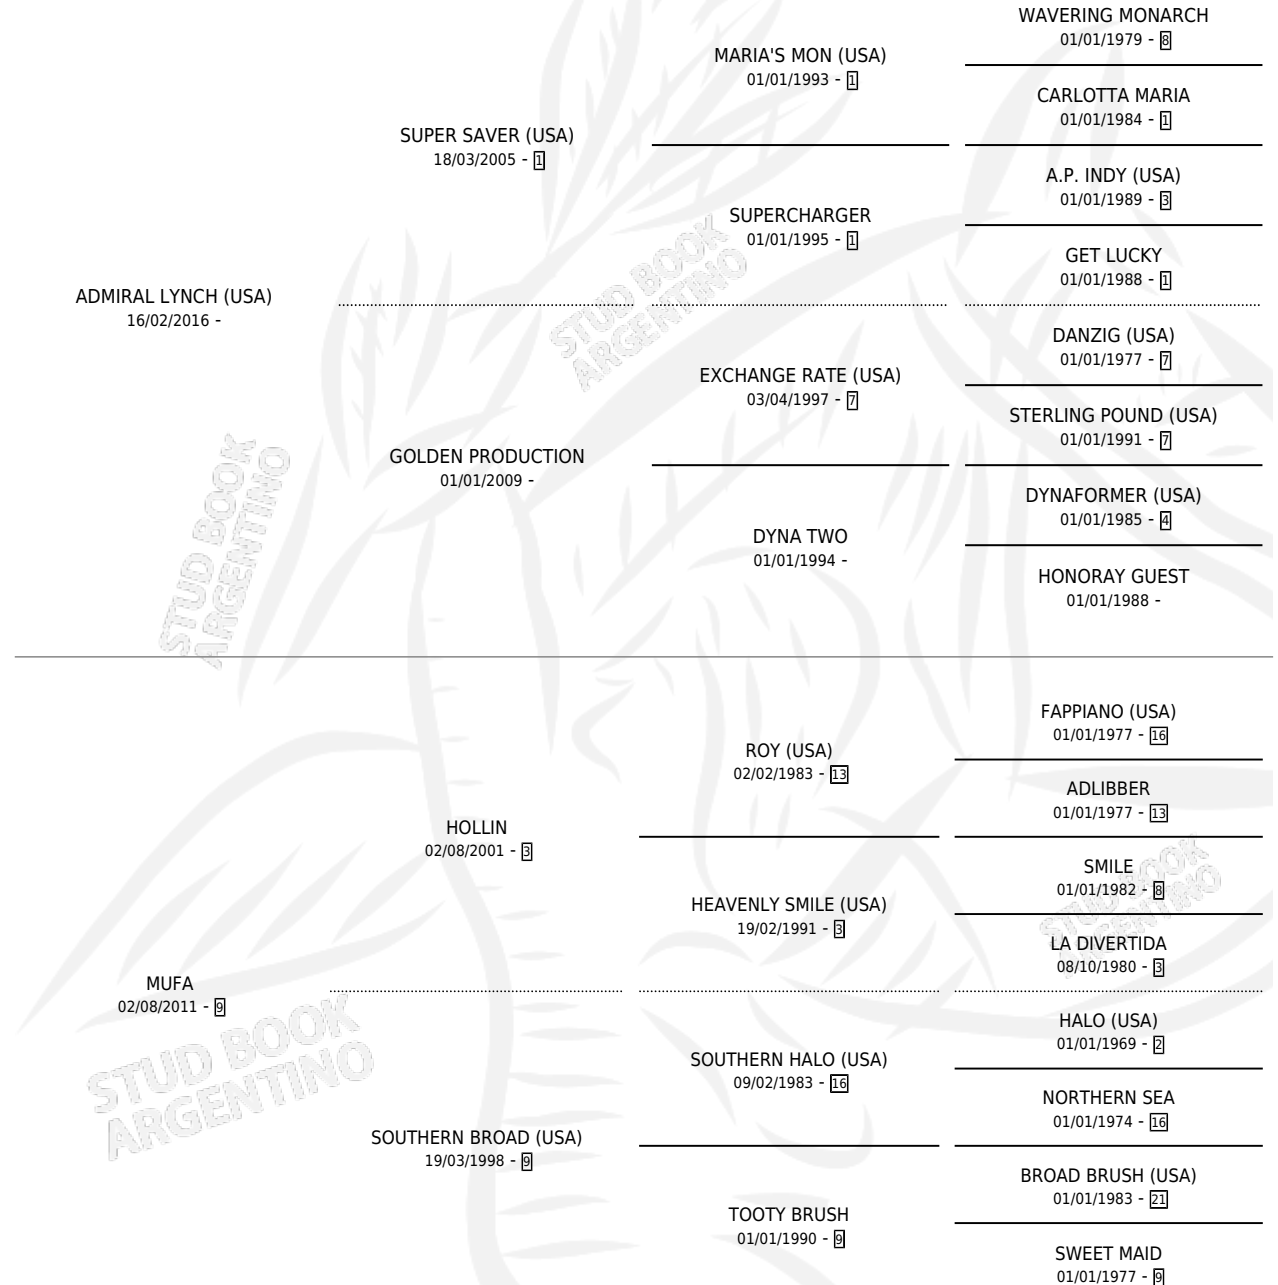 WAVERING MONARCH
01/01/1979 - 8
MARIA'S MON (USA)
01/01/1993 - 1
CARLOTTA MARIA
01/01/1984 - 1
SUPER SAVER (USA)
18/03/2005 - 1
A.P. INDY (USA)
01/01/1989 - 3
SUPERCHARGER
01/01/1995 - 1
GET LUCKY
01/01/1988 - 1
ADMIRAL LYNCH (USA)
16/02/2016 -
STUD BOOK
ARGENTINO
DANZIG (USA)
01/01/1977 - 7
EXCHANGE RATE (USA)
03/04/1997 - 7
STERLING POUND (USA)
01/01/1991 - 7
GOLDEN PRODUCTION
01/01/2009 -
STUD BOOK
ARGENTINO
DYNAFORMER (USA)
01/01/1985 - 4
DYNA TWO
01/01/1994 -
HONORAY GUEST
01/01/1988 -
FAPPIANO (USA)
01/01/1977 - 16
ROY (USA)
02/02/1983 - 13
ADLIBBER
01/01/1977 - 13
HOLLIN
02/08/2001 - 3
SMILE
01/01/1982 - 8
STUD BOOK
ARGENTINO
HEAVENLY SMILE (USA)
19/02/1991 - 3
LA DIVERTIDA
08/10/1980 - 3
MUFA
02/08/2011 - 9
STUD BOOK
ARGENTINO
HALO (USA)
01/01/1969 - 2
SOUTHERN HALO (USA)
09/02/1983 - 16
NORTHERN SEA
01/01/1974 - 16
SOUTHERN BROAD (USA)
19/03/1998 - 9
BROAD BRUSH (USA)
01/01/1983 - 21
TOOTY BRUSH
01/01/1990 - 9
SWEET MAID
01/01/1977 - 9